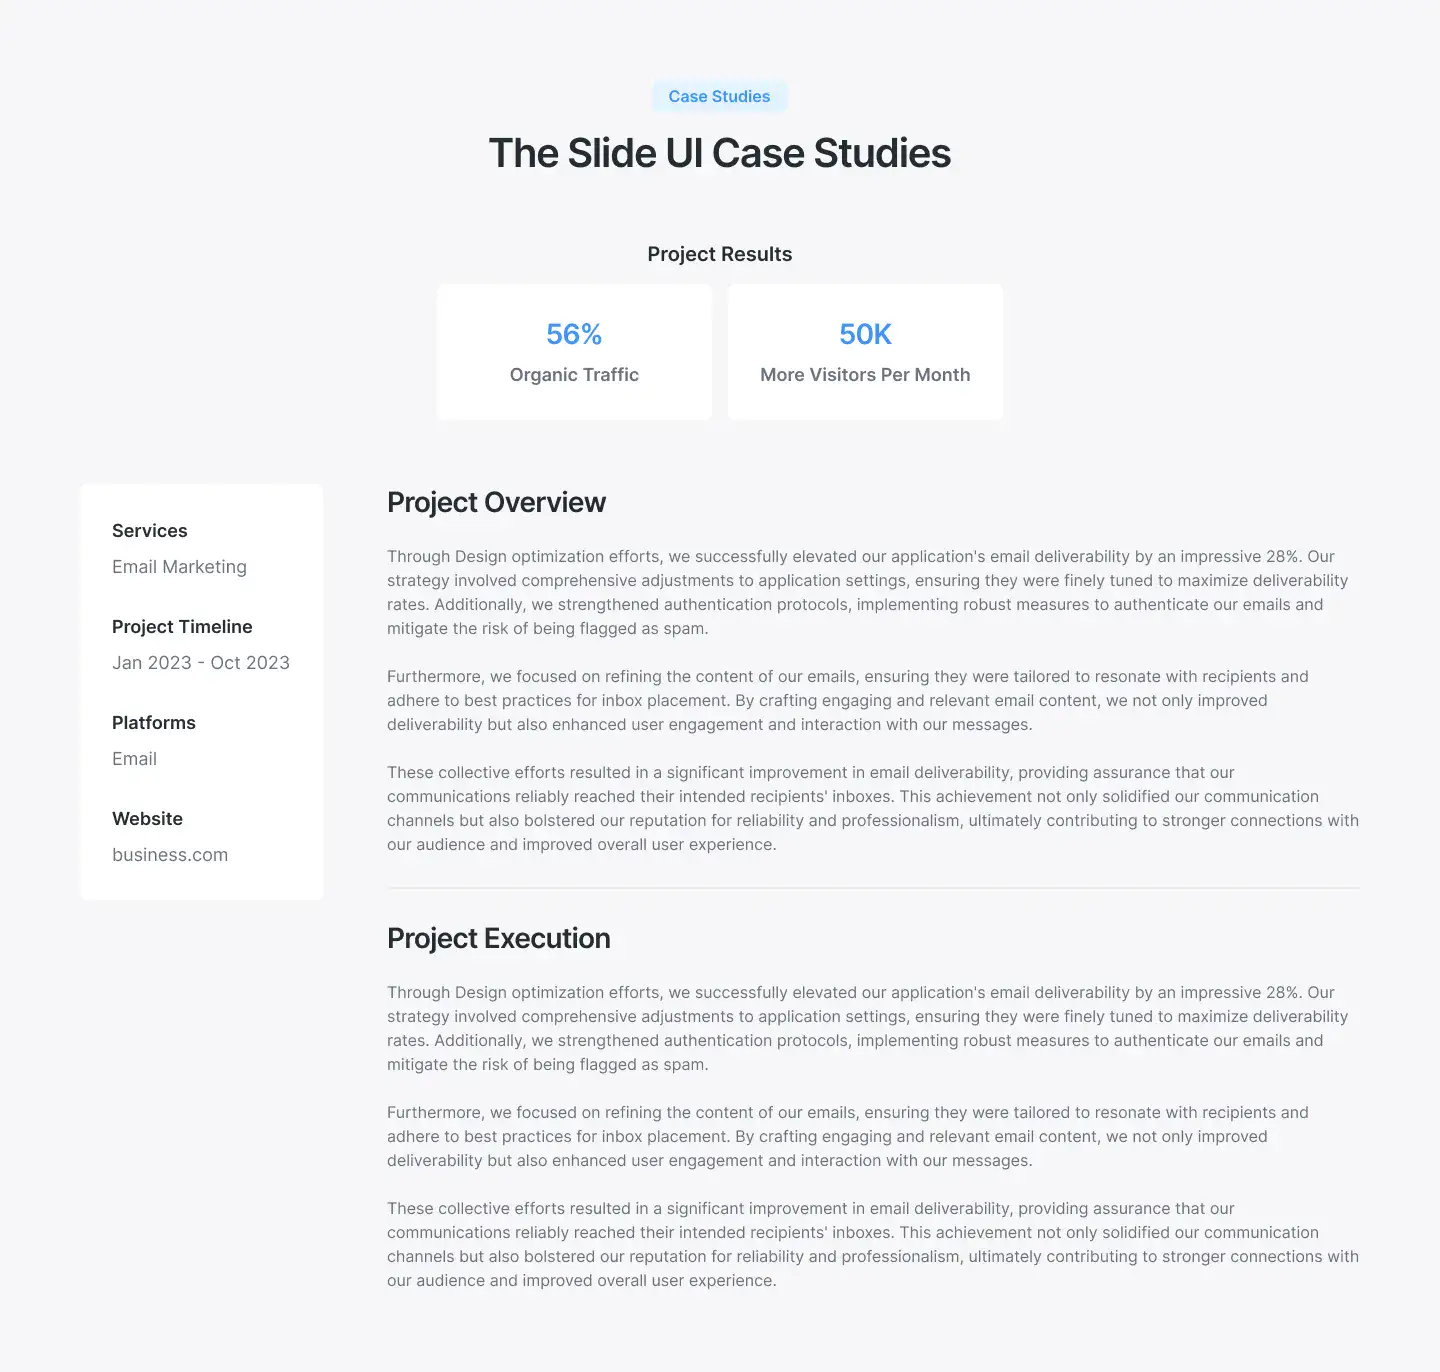 Case Studies
The Slide UI Case Studies
Project Results
56%
Organic Traffic
50K
More Visitors Per Month
Services
Email Marketing
Project Timeline
Jan 2023 - Oct 2023
Platforms
Email
Website
business.com
Project Overview
Through Design optimization efforts, we successfully elevated our application's email deliverability by an impressive 28%. Our
strategy involved comprehensive adjustments to application settings, ensuring they were finely tuned to maximize deliverability
rates. Additionally, we strengthened authentication protocols, implementing robust measures to authenticate our emails and
mitigate the risk of being flagged as spam.
Furthermore, we focused on refining the content of our emails, ensuring they were tailored to resonate with recipients and
adhere to best practices for inbox placement. By crafting engaging and relevant email content, we not only improved
deliverability but also enhanced user engagement and interaction with our messages.
These collective efforts resulted in a significant improvement in email deliverability, providing assurance that our
communications reliably reached their intended recipients' inboxes. This achievement not only solidified our communication
channels but also bolstered our reputation for reliability and professionalism, ultimately contributing to stronger connections with
our audience and improved overall user experience.
Project Execution
Through Design optimization efforts, we successfully elevated our application's email deliverability by an impressive 28%. Our
strategy involved comprehensive adjustments to application settings, ensuring they were finely tuned to maximize deliverability
rates. Additionally, we strengthened authentication protocols, implementing robust measures to authenticate our emails and
mitigate the risk of being flagged as spam.
Furthermore, we focused on refining the content of our emails, ensuring they were tailored to resonate with recipients and
adhere to best practices for inbox placement. By crafting engaging and relevant email content, we not only improved
deliverability but also enhanced user engagement and interaction with our messages.
These collective efforts resulted in a significant improvement in email deliverability, providing assurance that our
communications reliably reached their intended recipients' inboxes. This achievement not only solidified our communication
channels but also bolstered our reputation for reliability and professionalism, ultimately contributing to stronger connections with
our audience and improved overall user experience.